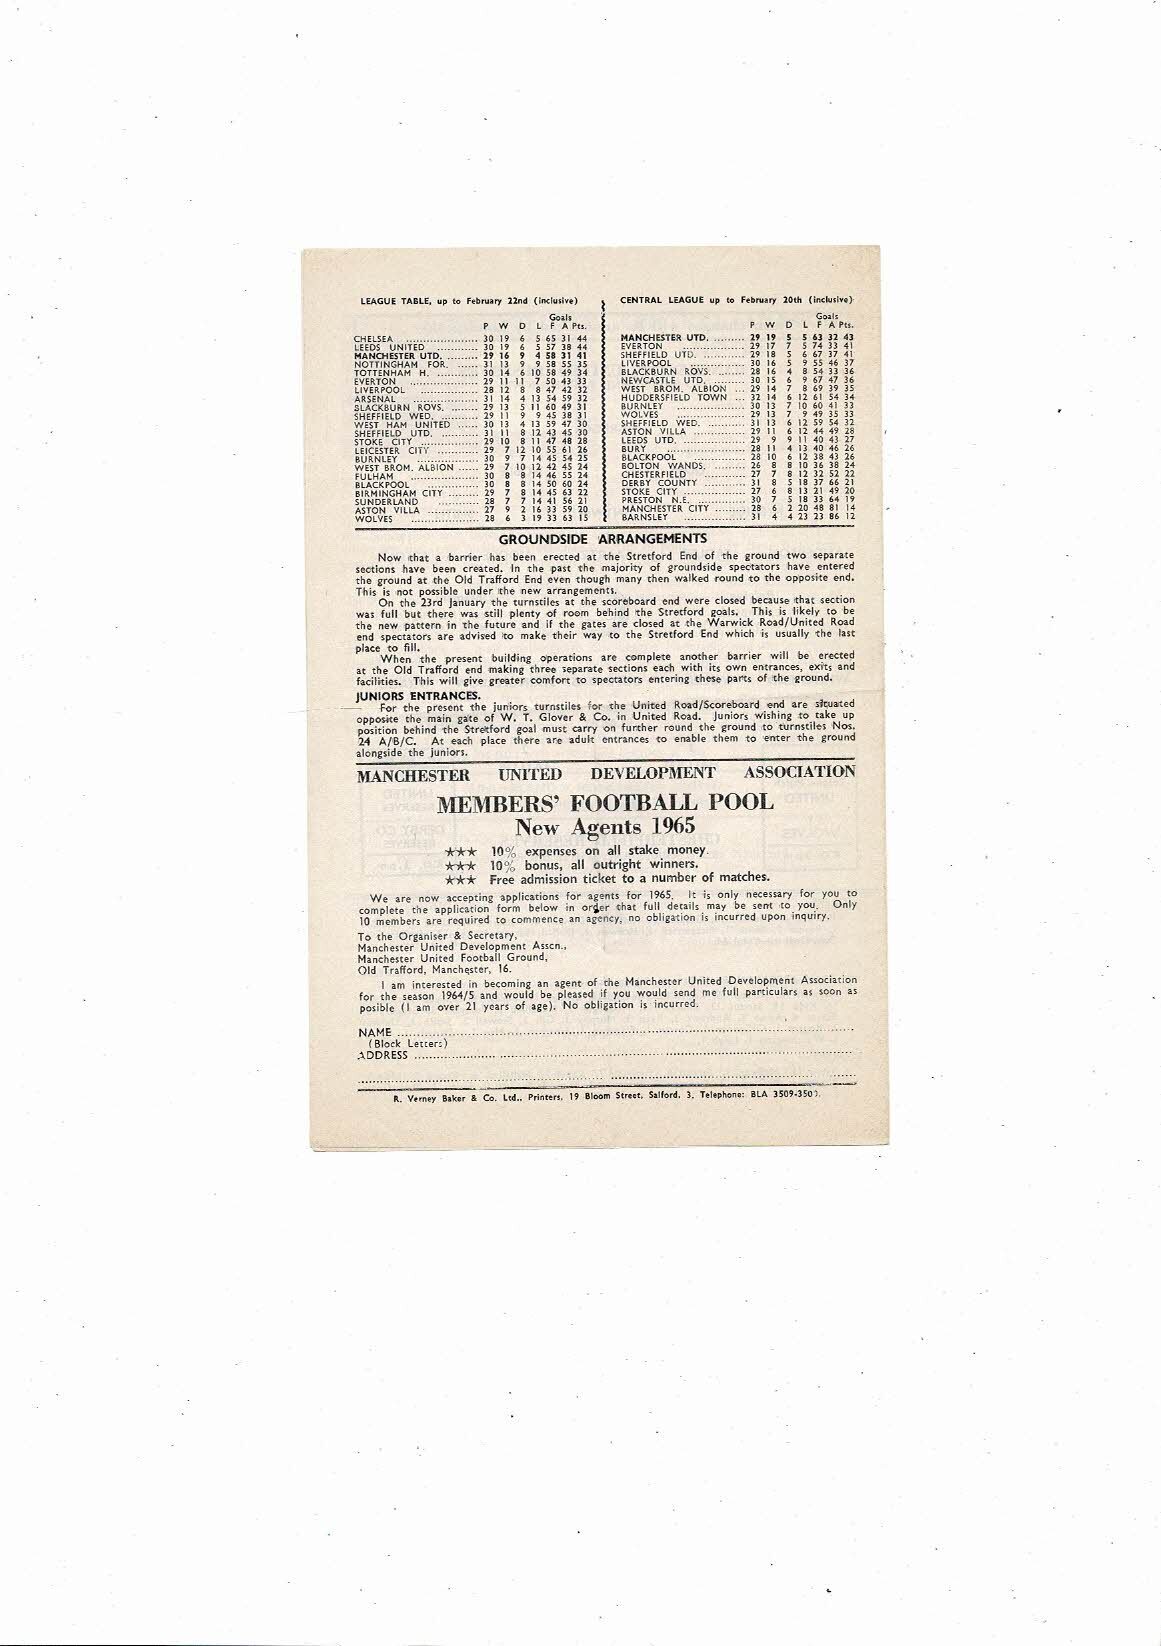 LEAGUE TABLE, up to February 22nd (inclusive)
Goals
P W D L F A Pts.
CHELSEA .................... 30 19 6 5 65 31 44
LEEDS UNITED ........... 30 19 6 5 57 38 44
MANCHESTER UTD. ......... 29 16 9 4 58 31 41
NOTTINGHAM FOR. ...... 31 13 9 9 58 55 35
TOTTENHAM H. ........... 30 14 6 10 58 49 34
EVERTON ................... 29 11 11 7 50 43 33
LIVERPOOL ................ 28 12 8 8 47 42 32
ARSENAL .................. 31 14 4 13 54 59 32
BLACKBURN ROVS. ....... 29 13 5 11 60 49 31
SHEFFIELD WED. .......... 29 11 9 9 45 38 31
WEST HAM UNITED ...... 30 13 4 13 59 47 30
SHEFFIELD UTD. .......... 31 11 8 12 43 45 30
STOKE CITY ................ 29 10 8 11 47 48 28
LEICESTER CITY ............ 29 7 12 10 55 61 26
BURNLEY ................. 30 9 7 14 45 54 25
WEST BROM. ALBION ...... 29 7 10 12 42 45 24
FULHAM ................... 30 8 8 14 46 55 24
BLACKPOOL .............. 30 8 8 14 50 60 24
BIRMINGHAM CITY ......... 29 7 8 14 45 63 22
SUNDERLAND ........... 28 7 7 14 41 56 21
ASTON VILLA .............. 27 9 2 16 33 59 20
WOLVES ................... 28 6 3 19 33 63 15
CENTRAL LEAGUE up to February 20th (inclusive)
Goals
P W D L F A Pts.
MANCHESTER UTD. ......... 29 19 5 5 63 32 43
EVERTON ................. 29 17 7 5 74 33 41
SHEFFIELD UTD. ............ 29 18 5 6 67 37 41
LIVERPOOL .................. 30 16 5 9 55 46 37
BLACKBURN ROVS. ....... 28 16 4 8 54 33 36
NEWCASTLE UTD. .......... 30 15 6 9 67 47 36
WEST BROM. ALBION ... 29 14 7 8 69 39 35
HUDDERSFIELD TOWN ... 32 14 6 12 61 54 34
BURNLEY .................. 30 13 7 10 60 41 33
WOLVES .................... 29 13 7 9 49 35 33
SHEFFIELD WED. ........... 31 13 6 12 59 54 32
ASTON VILLA .............. 29 11 6 12 44 49 28
LEEDS UTD. ................. 29 9 9 11 40 43 27
BURY ..................... 28 11 4 13 40 46 26
BLACKPOOL .............. 28 10 6 12 38 43 26
BOLTON WANDS. .......... 26 8 8 10 36 38 24
CHESTERFIELD ........... 27 7 8 12 32 52 22
DERBY COUNTY ........... 31 8 5 18 37 66 21
STOKE CITY ................ 27 6 8 13 21 49 20
PRESTON N.E. ............. 30 7 5 18 33 64 19
MANCHESTER CITY ......... 28 6 2 20 48 81 14
BARNSLEY ................. 31 4 4 23 23 86 12
GROUNDSIDE ARRANGEMENTS
Now that a barrier has been erected at the Stretford End of the ground two separate
sections have been created. In the past the majority of groundside spectators have entered
the ground at the Old Trafford End even though many then walked round to the opposite end.
This is not possible under the new arrangements.
On the 23rd January the turnstiles at the scoreboard end were closed because that section
was full but there was still plenty of room behind the Stretford goals. This is likely to be
the new pattern in the future and if the gates are closed at the Warwick Road/United Road
end spectators are advised to make their way to the Stretford End which is usually the last
place to fill.
When the present building operations are complete another barrier will be erected
at the Old Trafford end making three separate sections each with its own entrances, exits and
facilities. This will give greater comfort to spectators entering these parts of the ground.
JUNIORS ENTRANCES.
For the present the juniors turnstiles for the United Road/Scoreboard end are situated
opposite the main gate of W. T. Glover & Co. in United Road. Juniors wishing to take up
position behind the Stretford goal must carry on further round the ground to turnstiles Nos.
24 A/B/C. At each place there are adult entrances to enable them to enter the ground
alongside the juniors.
MANCHESTER UNITED DEVELOPMENT ASSOCIATION
MEMBERS' FOOTBALL POOL
New Agents 1965
★★★ 10% expenses on all stake money.
★★★ 10% bonus, all outright winners.
★★★ Free admission ticket to a number of matches.
We are now accepting applications for agents for 1965. It is only necessary for you to
complete the application form below in order that full details may be sent to you. Only
10 members are required to commence an agency, no obligation is incurred upon inquiry.
To the Organiser & Secretary,
Manchester United Development Asscn.,
Manchester United Football Ground,
Old Trafford, Manchester, 16.
I am interested in becoming an agent of the Manchester United Development Association
for the season 1964/5 and would be pleased if you would send me full particulars as soon as
posible (I am over 21 years of age). No obligation is incurred.
NAME ..........................................................................................
(Block Letters)
ADDRESS ......................................................................................
R. Verney Baker & Co. Ltd., Printers, 19 Bloom Street, Salford, 3. Telephone: BLA 3509-350